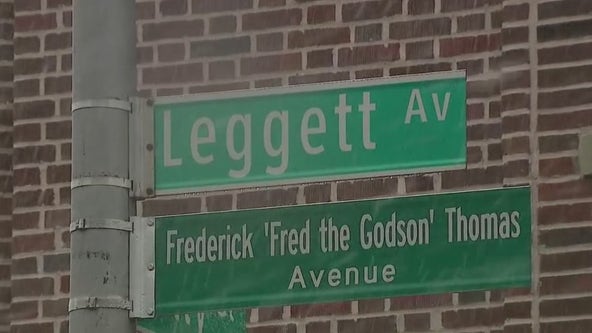 Leggett Av
Frederick 'Fred the Godson' Thomas
Avenue